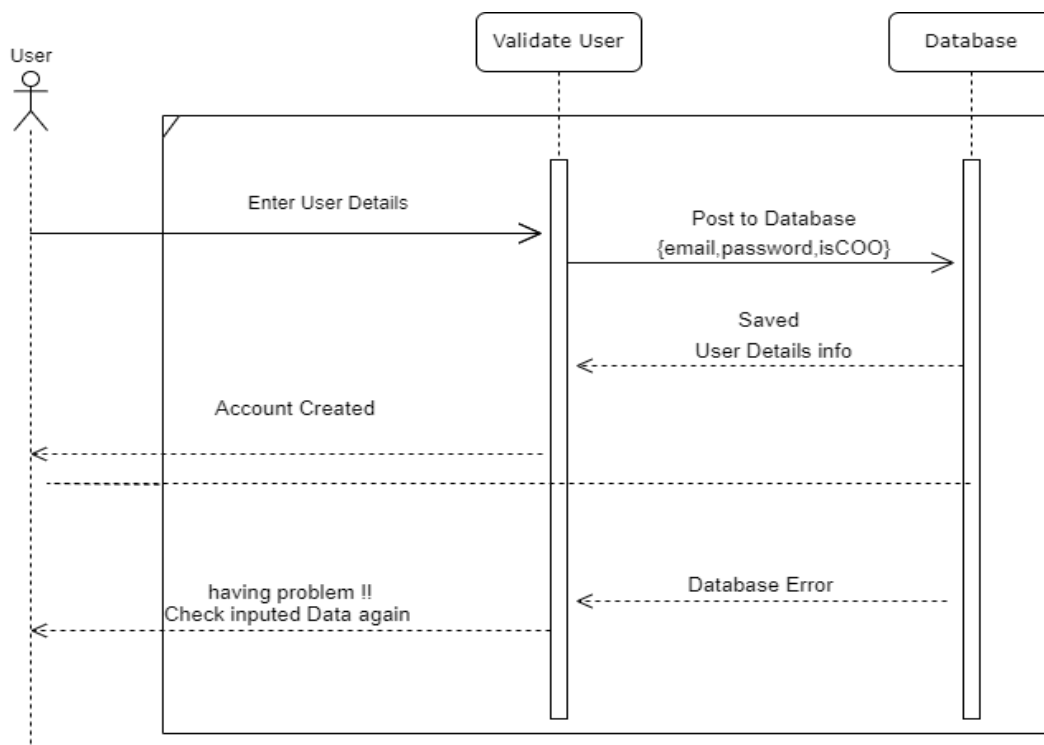 User
Validate User
Database
Enter User Details
Post to Database
{email,password,isCOO}
Saved
User Details info
Account Created
Database Error
having problem !!
Check inputed Data again